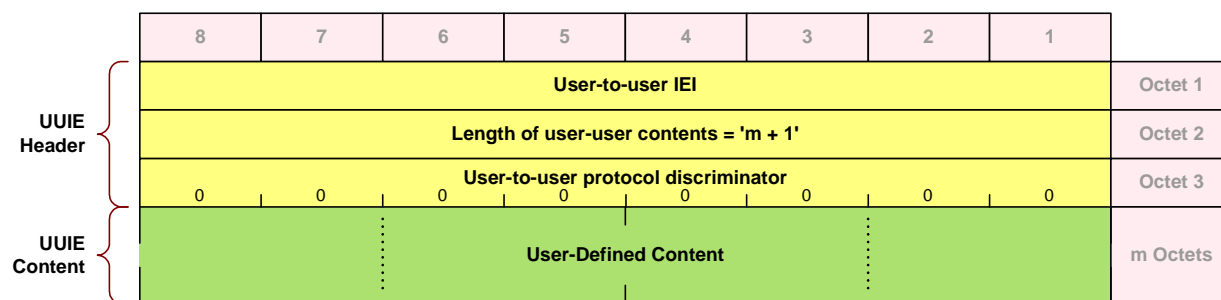 8 7 6 5 4 3 2 1
User-to-user IEI Octet 1
UUIE Header
Length of user-user contents = 'm + 1' Octet 2
User-to-user protocol discriminator Octet 3
0 0 0 0 0 0 0 0
UUIE Content
User-Defined Content m Octets